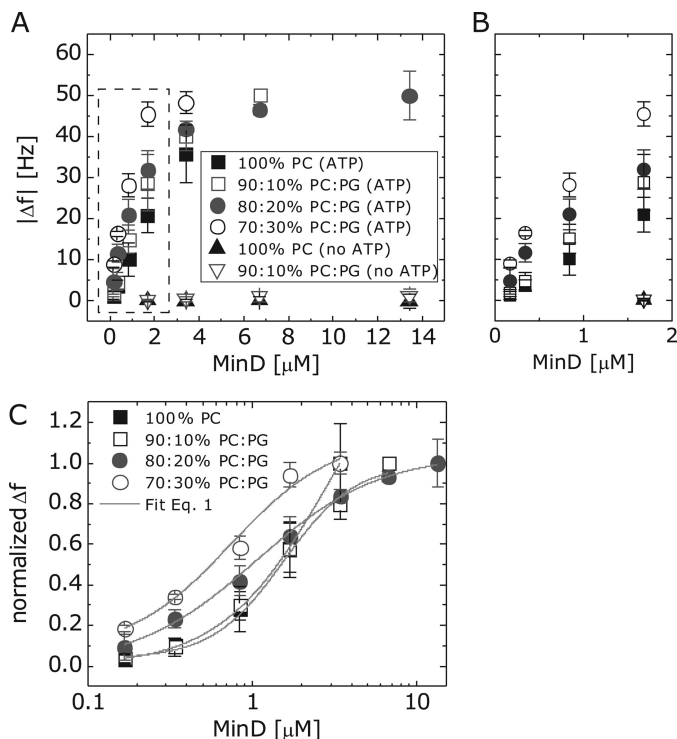 A
B
|Δf| [Hz]
60
50
40
30
20
10
0
0 2 4 6 8 10 12 14
MinD [μM]
100% PC (ATP)
90:10% PC:PG (ATP)
80:20% PC:PG (ATP)
70:30% PC:PG (ATP)
100% PC (no ATP)
90:10% PC:PG (no ATP)
0 1 2
MinD [μM]
C
normalized Δf
1.2
1.0
0.8
0.6
0.4
0.2
0.0
0.1 1 10
MinD [μM]
100% PC
90:10% PC:PG
80:20% PC:PG
70:30% PC:PG
Fit Eq. 1